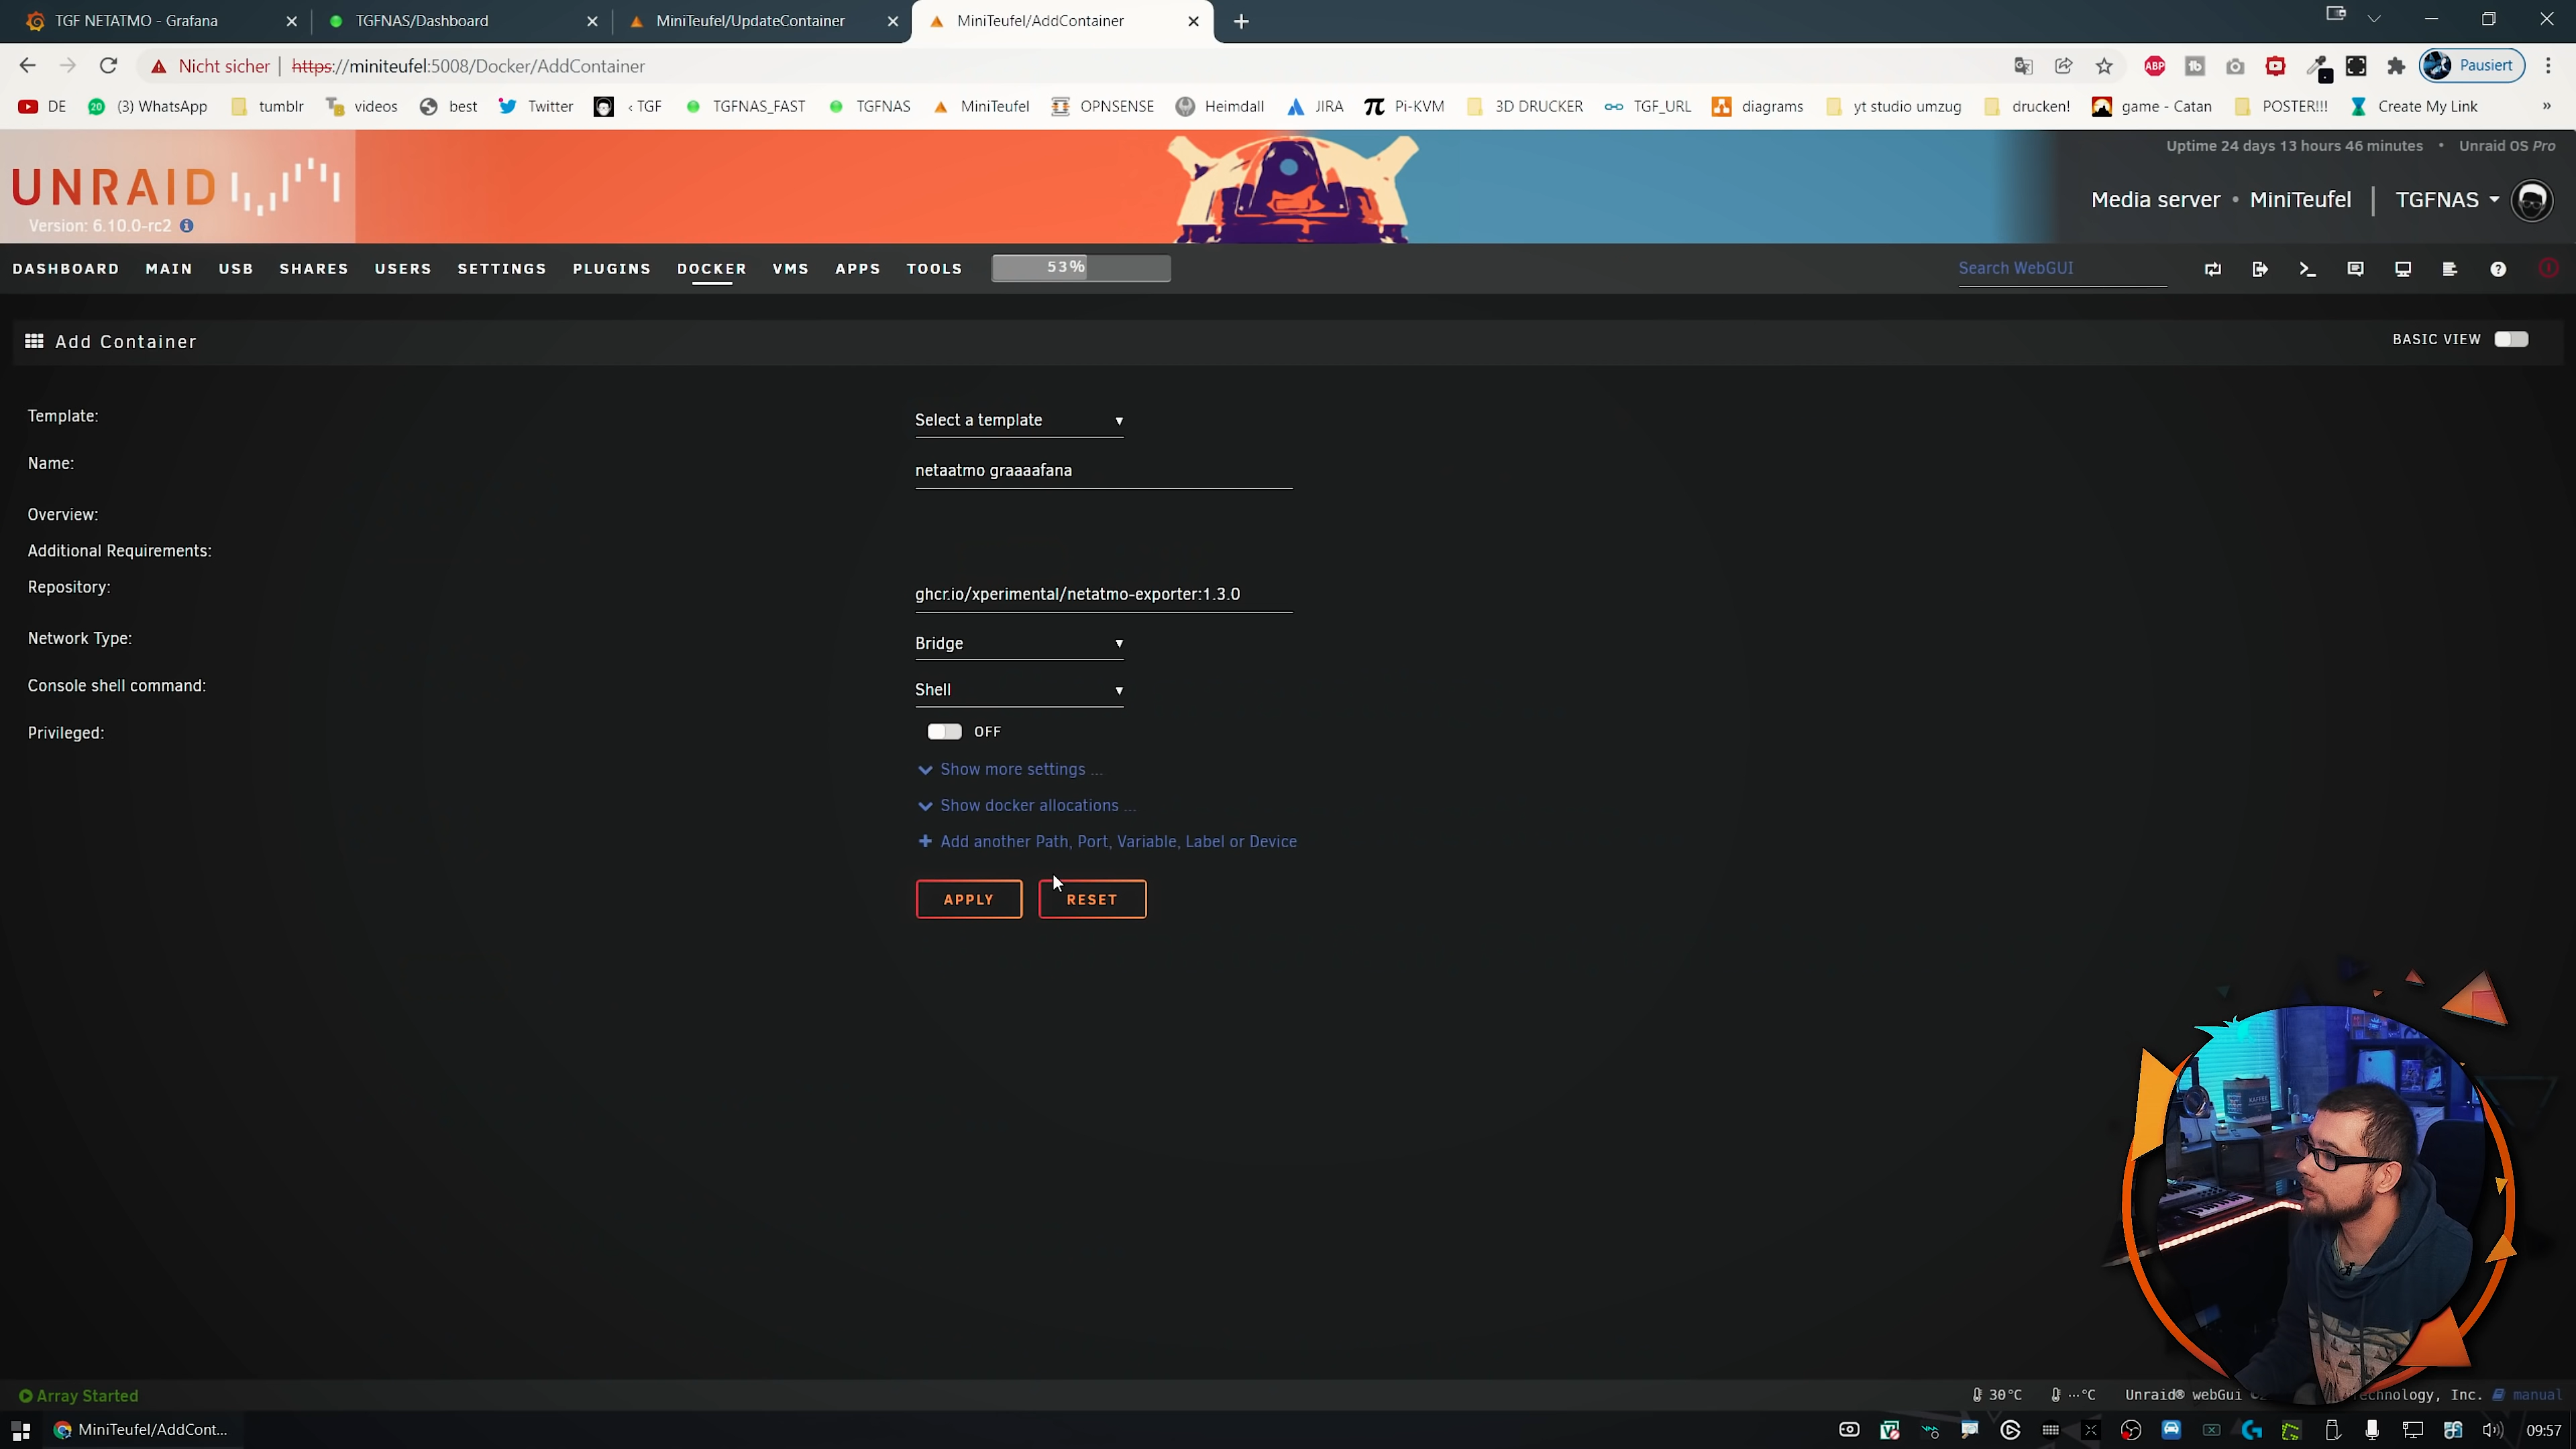 TGF NETATMO - Grafana
TGFNAS/Dashboard
MiniTeufel/UpdateContainer
MiniTeufel/AddContainer
Nicht sicher
https://miniteufel:5008/Docker/AddContainer
Pausiert
DE
(3) WhatsApp
tumblr
videos
best
Twitter
‹ TGF
TGFNAS_FAST
TGFNAS
MiniTeufel
OPNSENSE
Heimdall
JIRA
Pi-KVM
3D DRUCKER
TGF_URL
diagrams
yt studio umzug
drucken!
game - Catan
POSTER!!!
Create My Link
»
UNRAID
Version: 6.10.0-rc2
Uptime 24 days 13 hours 46 minutes • Unraid OS Pro
Media server • MiniTeufel
TGFNAS
DASHBOARD
MAIN
USB
SHARES
USERS
SETTINGS
PLUGINS
DOCKER
VMS
APPS
TOOLS
53%
Search WebGUI
Add Container
BASIC VIEW
Template:
Select a template
Name:
netaatmo graaaafana
Overview:
Additional Requirements:
Repository:
ghcr.io/xperimental/netatmo-exporter:1.3.0
Network Type:
Bridge
Console shell command:
Shell
Privileged:
OFF
Show more settings ...
Show docker allocations ...
Add another Path, Port, Variable, Label or Device
APPLY
RESET
KAFFEE
Array Started
30°C
···°C
Unraid® webGui
Inc.
manual
MiniTeufel/AddCont...
09:57